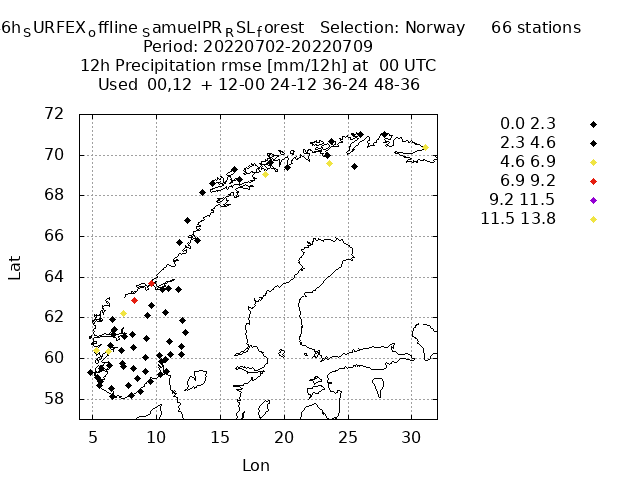 6h SURFEX offline SamuelPR RSL forest Selection: Norway 66 stations
Period: 20220702-20220709
12h Precipitation rmse [mm/12h] at 00 UTC
Used 00,12 + 12-00 24-12 36-24 48-36
72
70
68
66
64
62
60
58
Lat
5 10 15 20 25 30
Lon
0.0 2.3
2.3 4.6
4.6 6.9
6.9 9.2
9.2 11.5
11.5 13.8